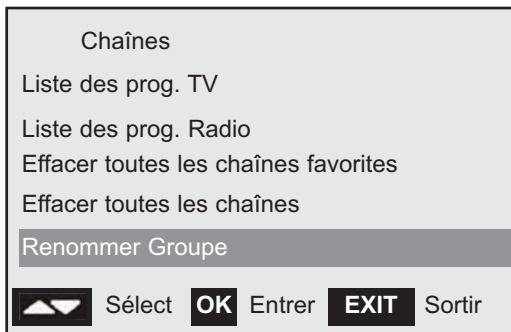 Chaînes
Liste des prog. TV
Liste des prog. Radio
Effacer toutes les chaînes favorites
Effacer toutes les chaînes
Renommer Groupe
Sélect OK Entrer EXIT Sortir